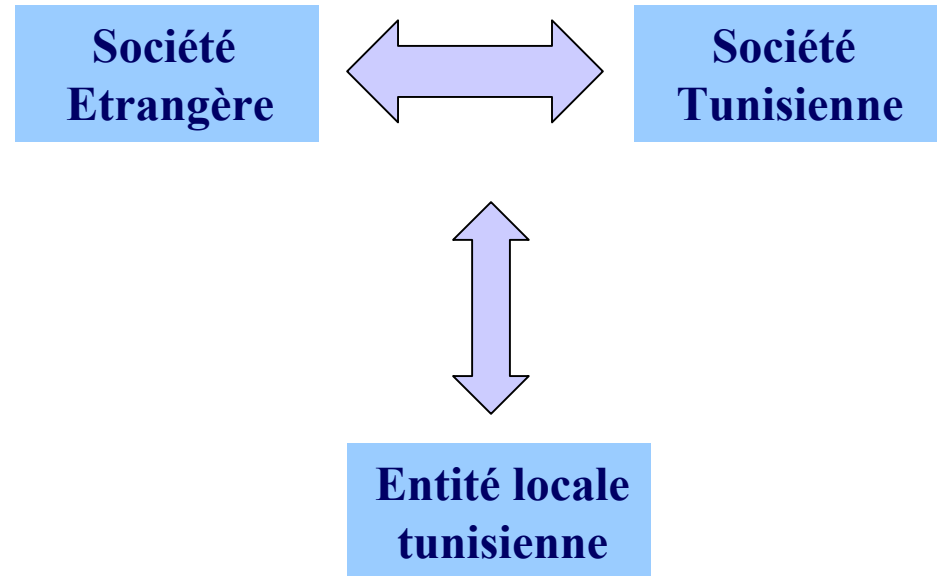 Société
Etrangère
Société
Tunisienne
Entité locale
tunisienne